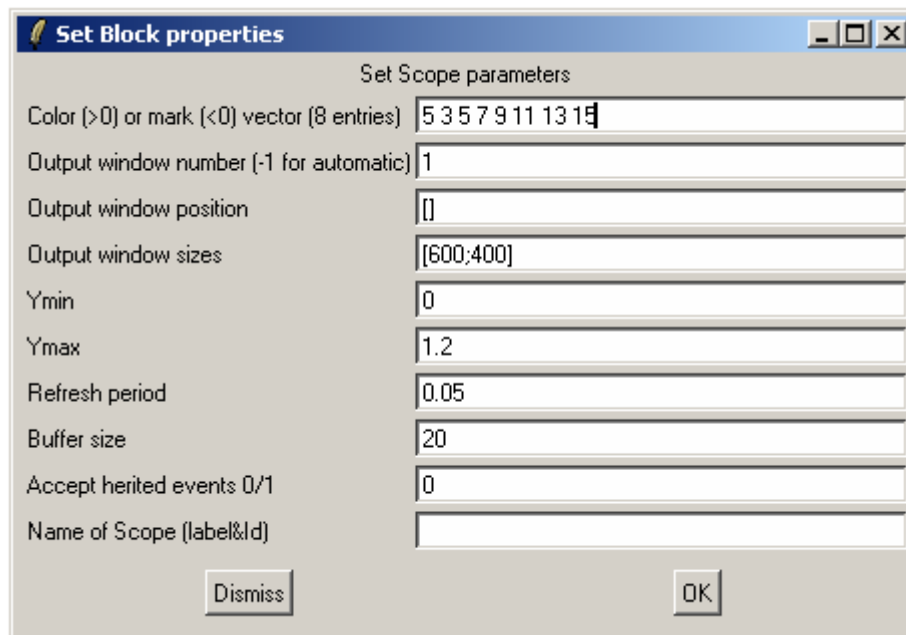 Set Block properties
Set Scope parameters
Color (>0) or mark (<0) vector (8 entries) 5 3 5 7 9 11 13 15
Output window number (-1 for automatic) 1
Output window position []
Output window sizes [600;400]
Ymin 0
Ymax 1.2
Refresh period 0.05
Buffer size 20
Accept herited events 0/1 0
Name of Scope (label&Id)
Dismiss OK